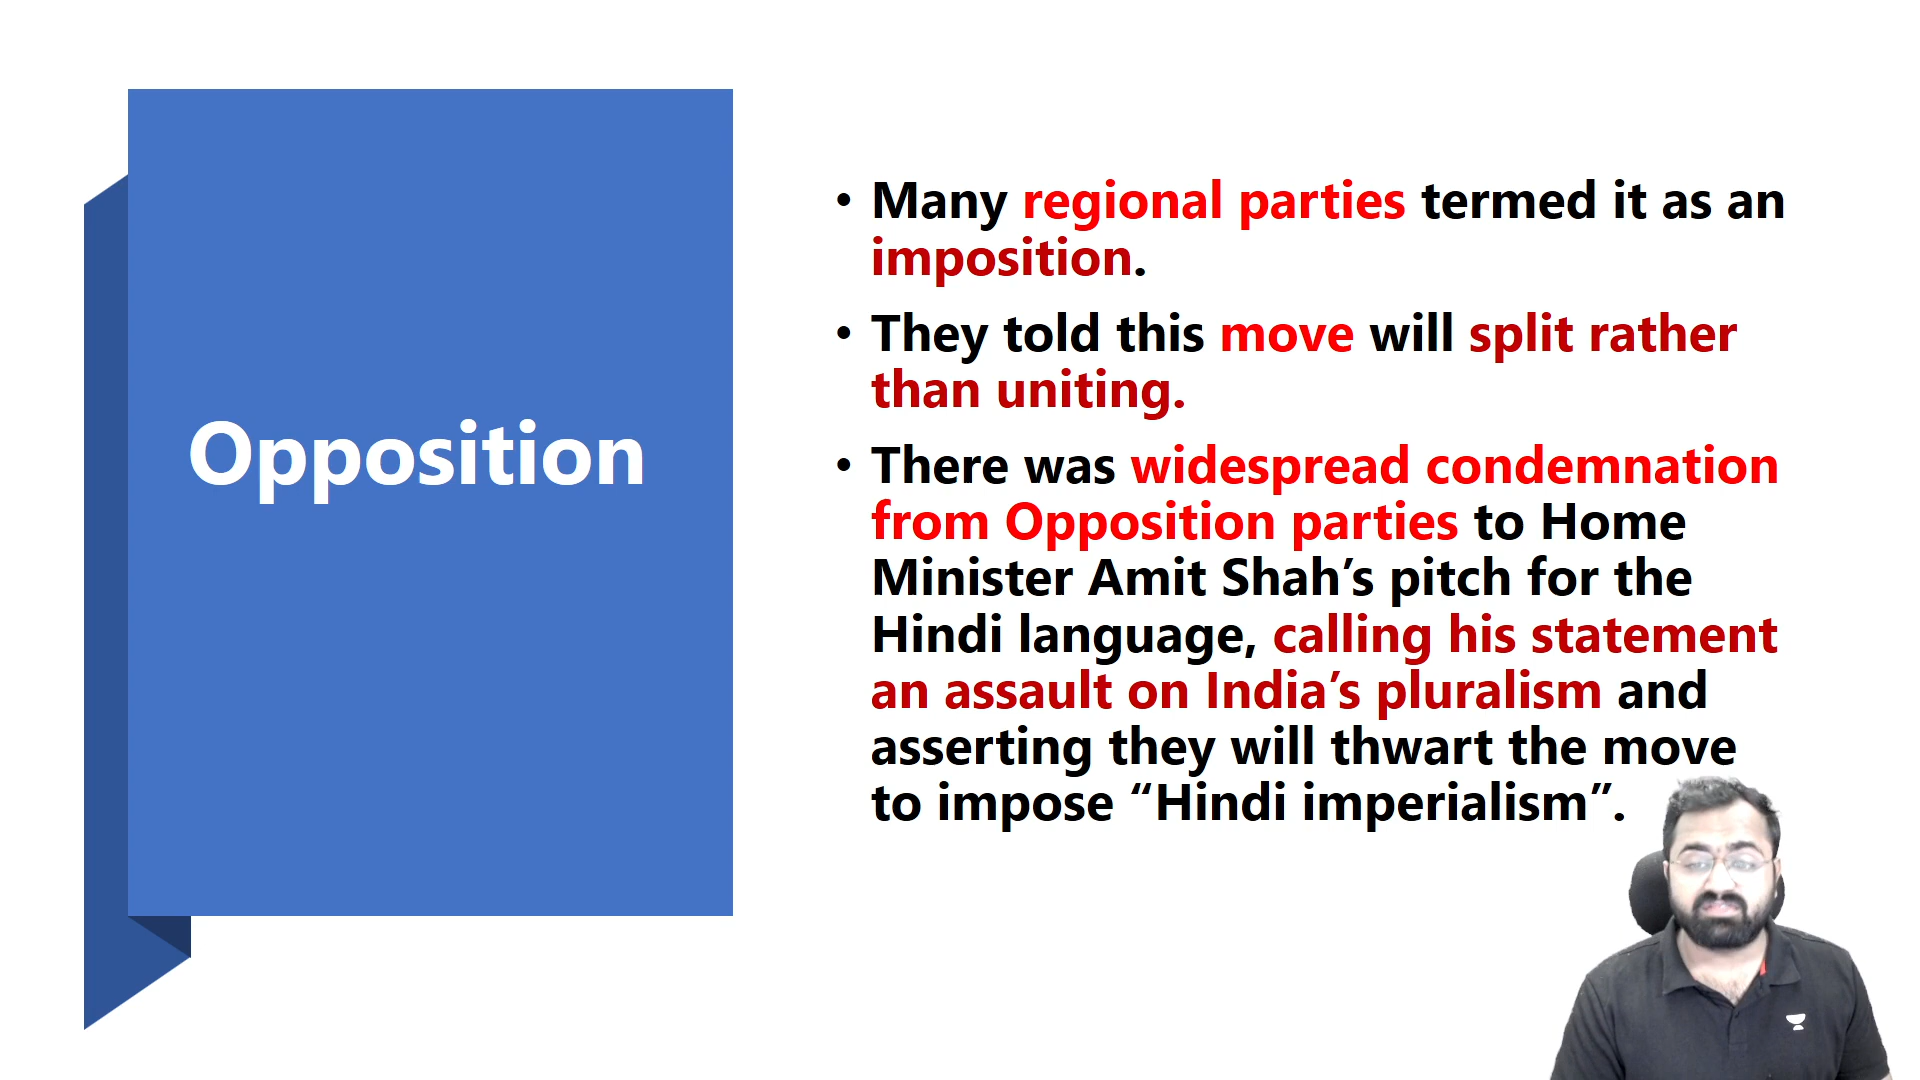 Opposition
• Many regional parties termed it as an
imposition.
• They told this move will split rather
than uniting.
• There was widespread condemnation
from Opposition parties to Home
Minister Amit Shah’s pitch for the
Hindi language, calling his statement
an assault on India’s pluralism and
asserting they will thwart the move
to impose “Hindi imperialism”.